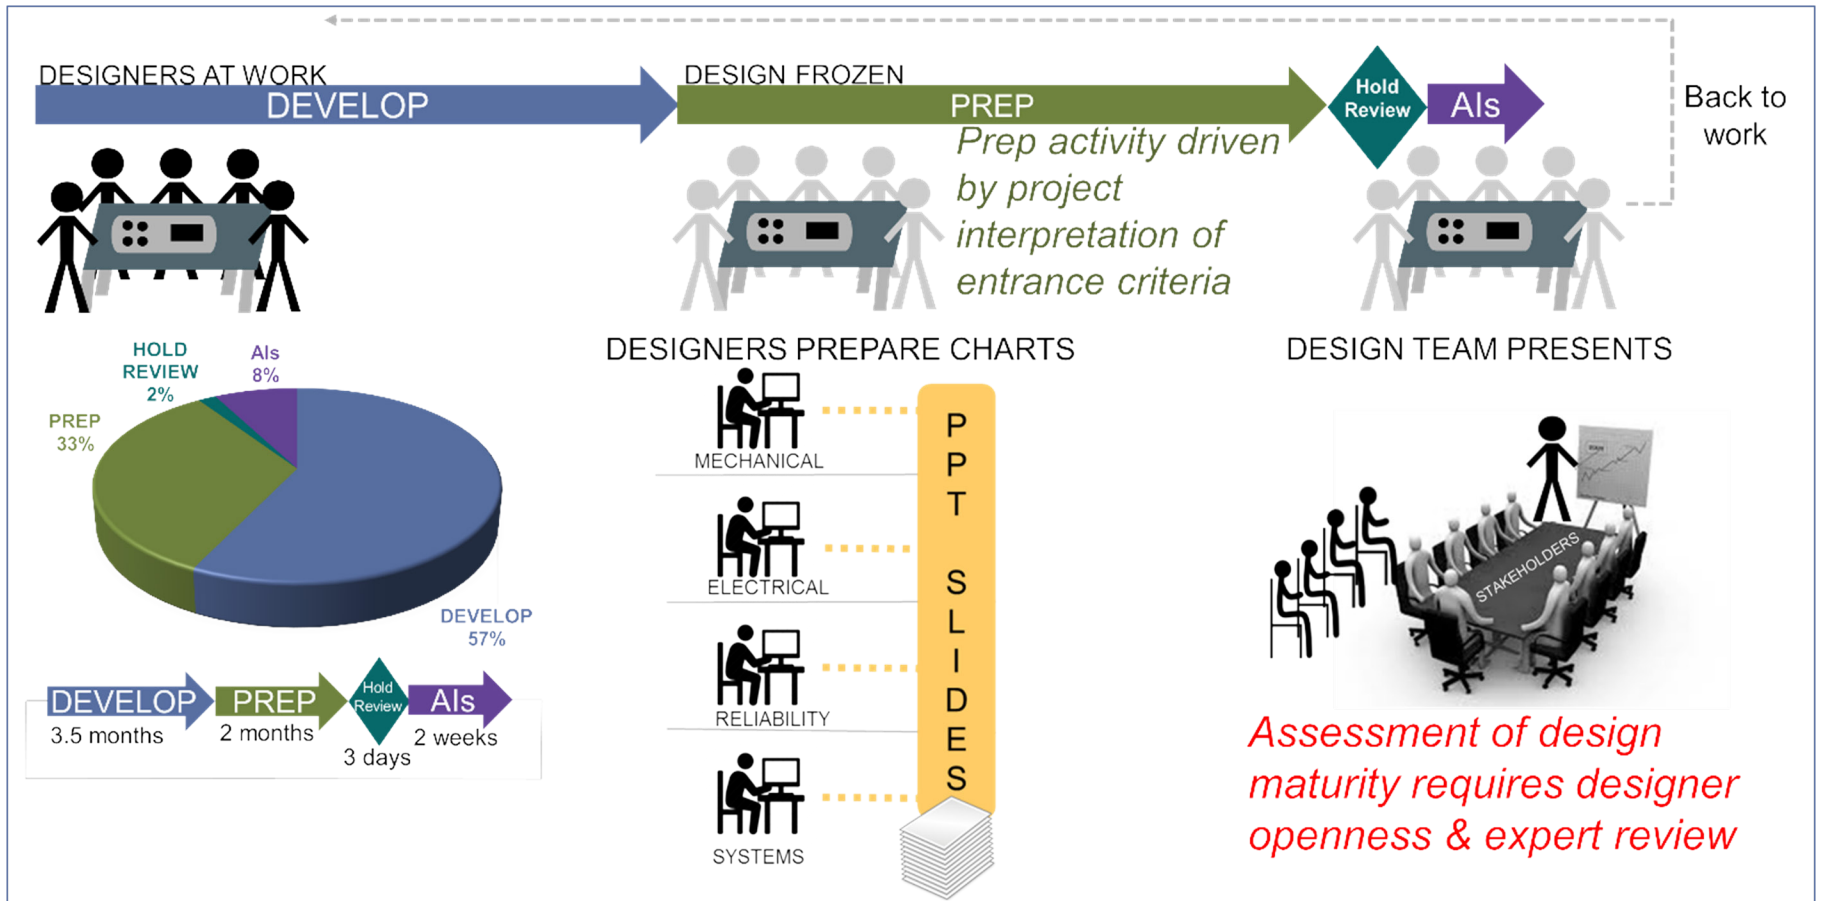 DESIGNERS AT WORK
DEVELOP
DESIGN FROZEN
PREP
Hold
Review
AIs
Back to
work
Prep activity driven
by project
interpretation of
entrance criteria
HOLD
REVIEW
2%
AIs
8%
PREP
33%
DEVELOP
57%
DEVELOP
3.5 months
PREP
2 months
Hold
Review
3 days
AIs
2 weeks
DESIGNERS PREPARE CHARTS
MECHANICAL
ELECTRICAL
RELIABILITY
SYSTEMS
PPT SLIDES
DESIGN TEAM PRESENTS
STAKEHOLDERS
Assessment of design
maturity requires designer
openness & expert review